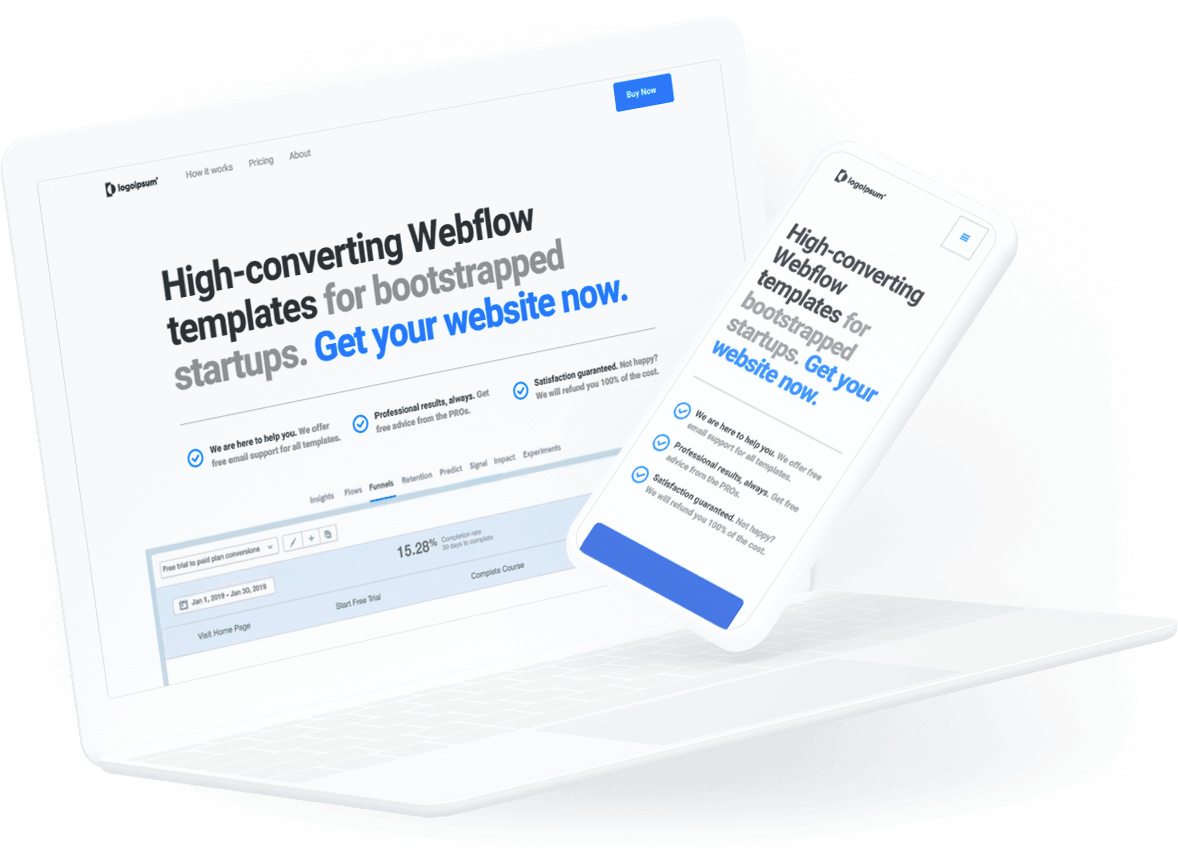 Buy Now
logoipsum®
How it works
Pricing
About
High-converting Webflow
templates for bootstrapped
startups. Get your website now.
We are here to help you. We offer
free email support for all templates.
Professional results, always. Get
free advice from the PROs.
Satisfaction guaranteed. Not happy?
We will refund you 100% of the cost.
Insights
Flows
Funnels
Retention
Predict
Signal
Impact
Experiments
Free trial to paid plan conversions
15.28%
Completion rate
30 days to complete
Jan 1, 2019 - Jan 30, 2019
Visit Home Page
Start Free Trial
Complete Course
logoipsum®
High-converting
Webflow
templates for
bootstrapped
startups. Get your
website now.
We are here to help you. We offer free
email support for all templates.
Professional results, always. Get free
advice from the PROs.
Satisfaction guaranteed. Not happy?
We will refund you 100% of the cost.